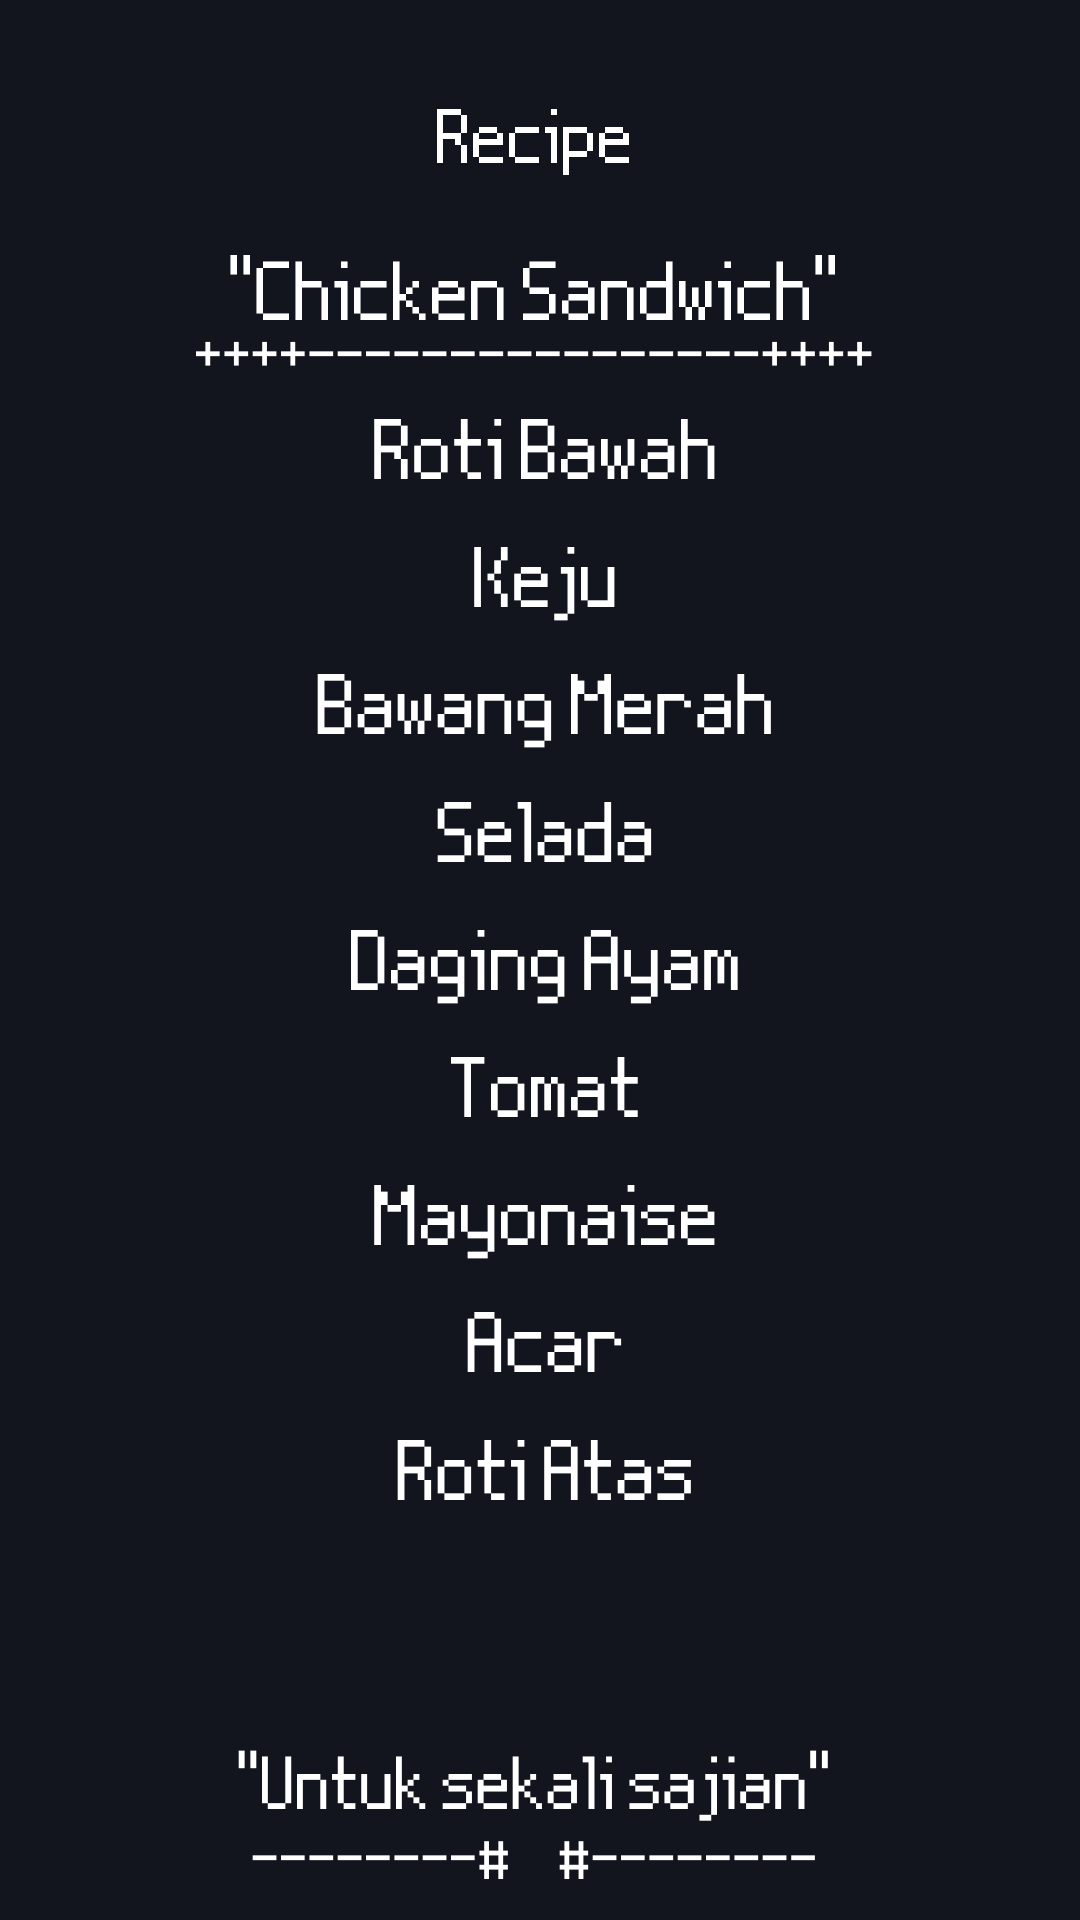 Recipe
"Chicken Sandwich"
++++----------------++++
Roti Bawah
Keju
Bawang Merah
Selada
Daging Ayam
Tomat
Mayonaise
Acar
Roti Atas
"Untuk sekali sajian"
--------#  #--------